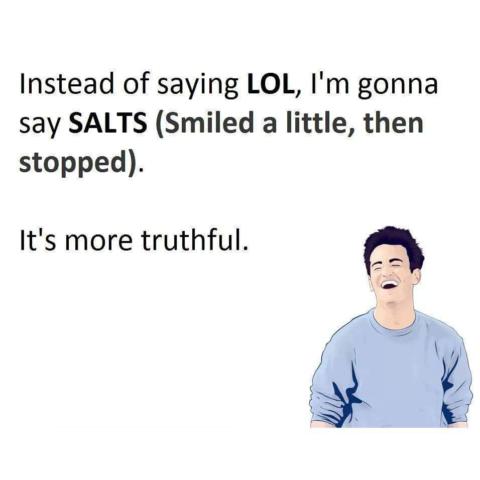 Instead of saying LOL, I'm gonna
say SALTS (Smiled a little, then
stopped).
It's more truthful.